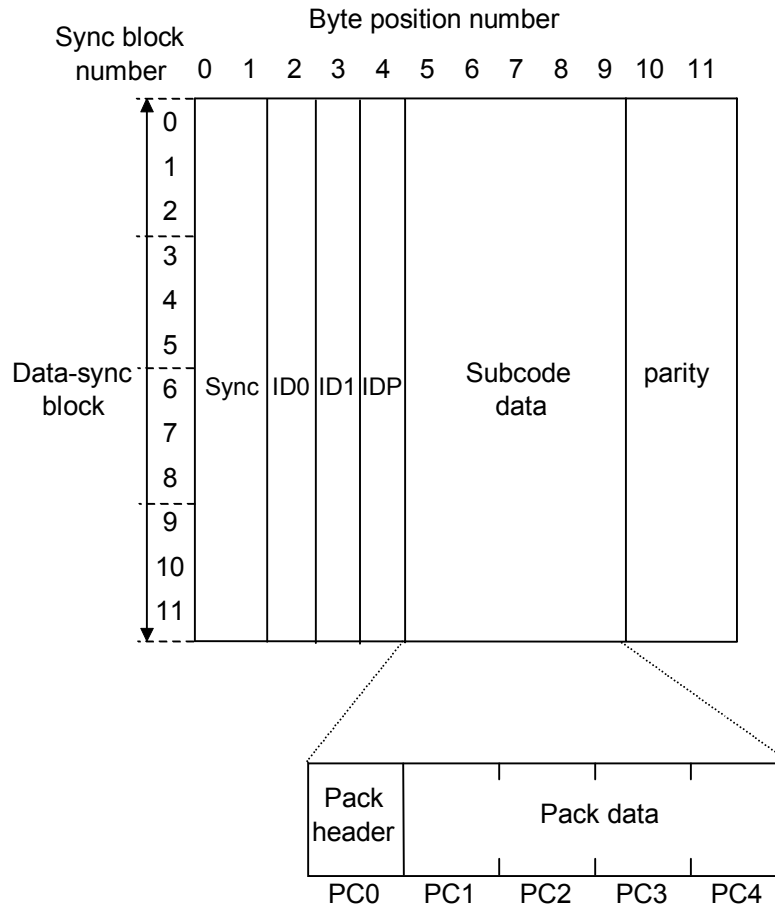 Byte position number
Sync block
number
0 1 2 3 4 5 6 7 8 9 10 11
0
1
2
3
4
5
6
7
8
9
10
11
Data-sync
block
Sync
ID0
ID1
IDP
Subcode
data
parity
Pack
header
Pack data
PC0 PC1 PC2 PC3 PC4